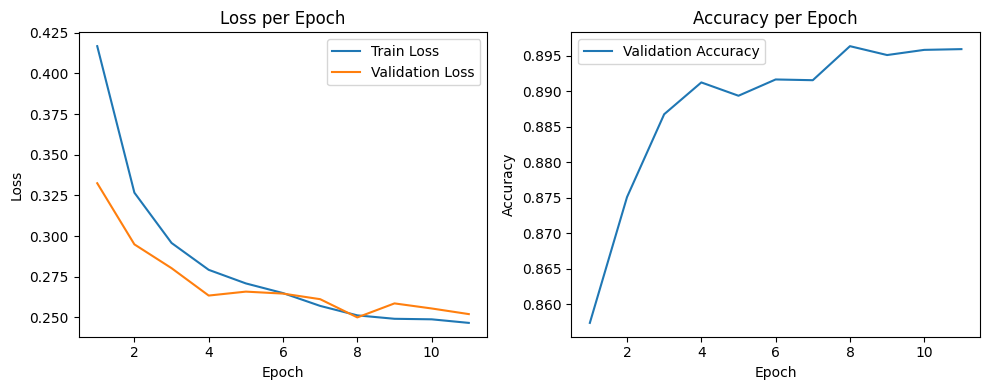 Loss per Epoch
0.425
0.400
0.375
0.350
0.325
0.300
0.275
0.250
Loss
2
4
6
8
10
Epoch
Train Loss
Validation Loss
Accuracy per Epoch
0.895
0.890
0.885
0.880
0.875
0.870
0.865
0.860
Accuracy
2
4
6
8
10
Epoch
Validation Accuracy